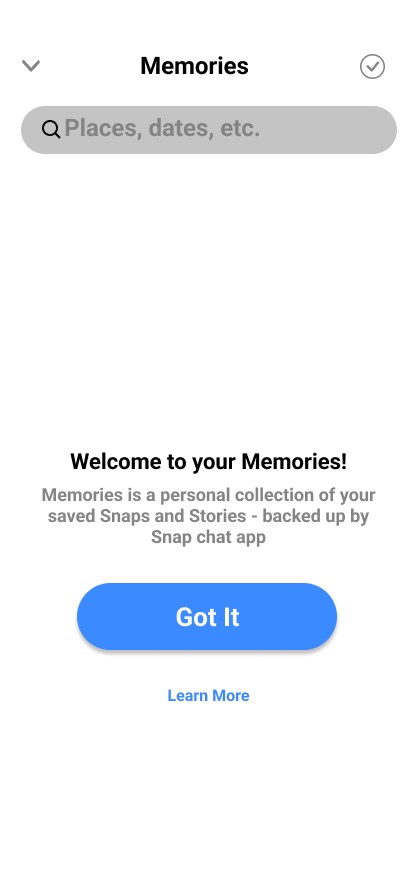 Memories
Places, dates, etc.
Welcome to your Memories!
Memories is a personal collection of your
saved Snaps and Stories - backed up by
Snap chat app
Got It
Learn More